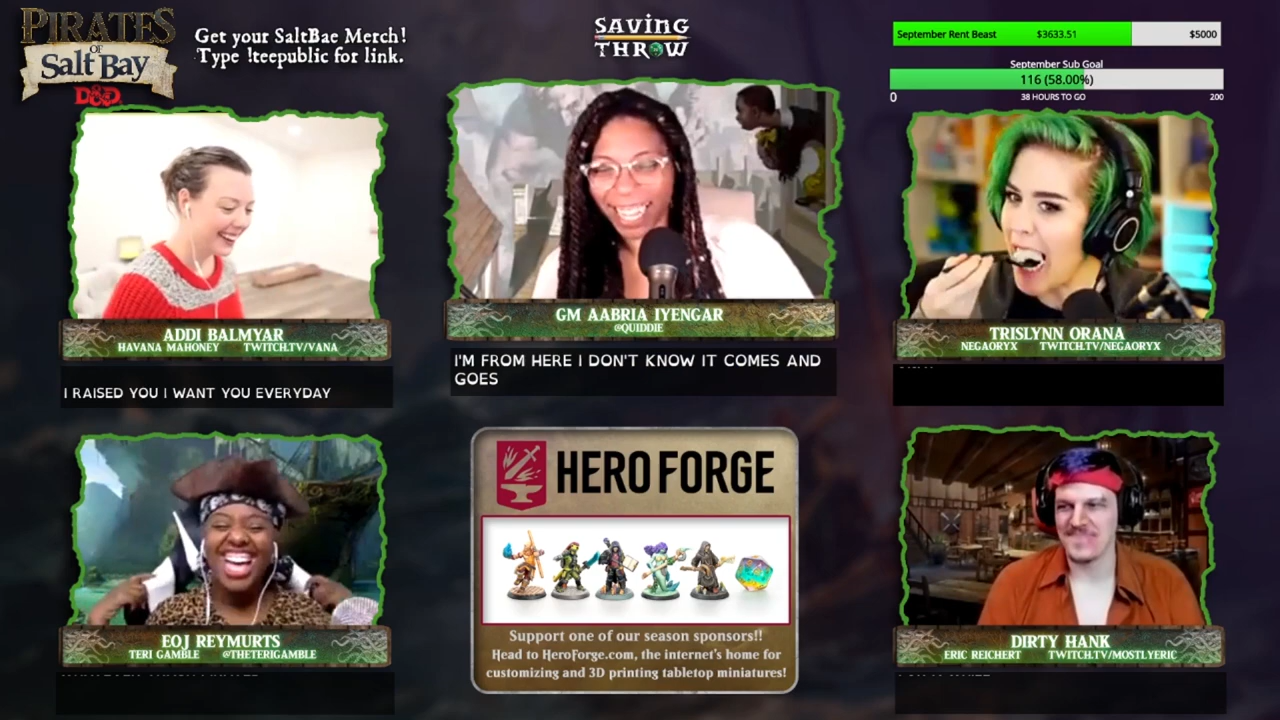 PIRATES
OF
Salt Bay
D&D
Get your SaltBae Merch!
Type !teepublic for link.
SAVING
THROW
September Rent Beast $3633.51 $5000
September Sub Goal
116 (58.00%)
0 38 HOURS TO GO 200
ADDI BALMYAR
HAVANA MAHONEY TWITCH.TV/VANA
I RAISED YOU I WANT YOU EVERYDAY
GM AABRIA IYENGAR
@QUIDDIE
I'M FROM HERE I DON'T KNOW IT COMES AND
GOES
TRISLYNN ORANA
NEGAORYX TWITCH.TV/NEGAORYX
EOJ REYMURTS
TERI GAMBLE @THETERIGAMBLE
HERO FORGE
Support one of our season sponsors!!
Head to HeroForge.com, the internet's home for
customizing and 3D printing tabletop miniatures!
DIRTY HANK
ERIC REICHERT TWITCH.TV/MOSTLYERIC